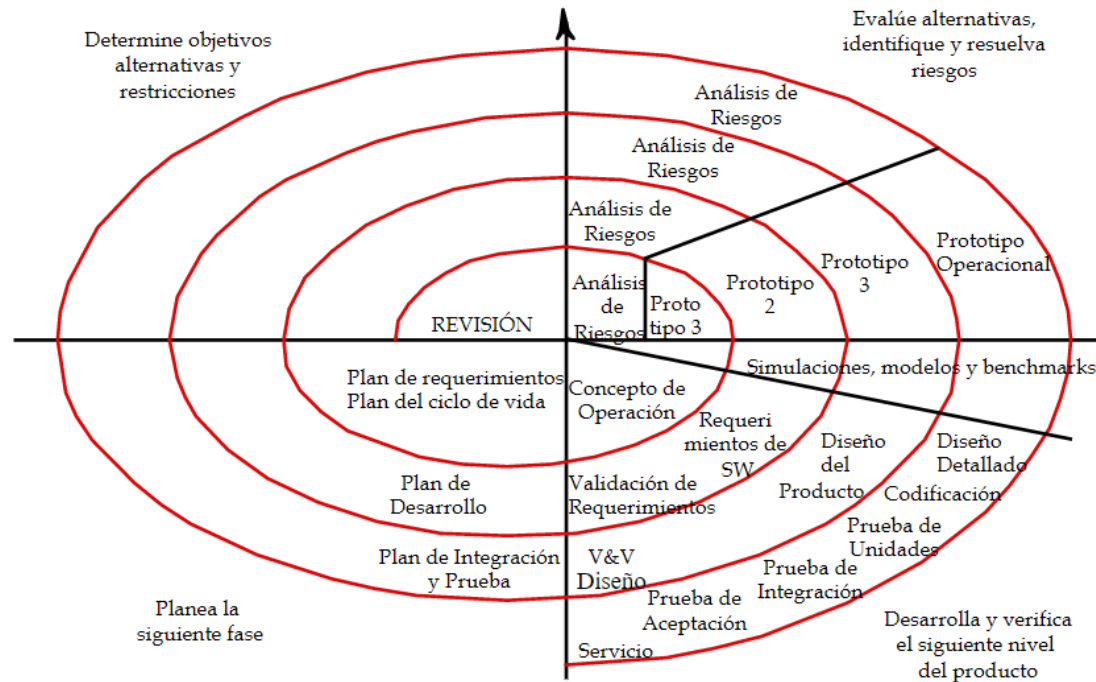 Determine objetivos
alternativas y
restricciones
Evalúe alternativas,
identifique y resuelva
riesgos
Análisis de
Riesgos
Análisis de
Riesgos
Análisis de
Riesgos
Análisis
de
Riesgos
Proto
tipo 3
Prototipo
2
Prototipo
3
Prototipo
Operacional
REVISIÓN
Simulaciones, modelos y benchmarks
Plan de requerimientos
Plan del ciclo de vida
Concepto de
Operación
Requeri
mientos de
SW
Diseño
del
Producto
Diseño
Detallado
Codificación
Plan de
Desarrollo
Validación de
Requerimientos
Prueba de
Unidades
Plan de Integración
y Prueba
V&V
Diseño
Prueba de
Integración
Prueba de
Aceptación
Servicio
Planea la
siguiente fase
Desarrolla y verifica
el siguiente nivel
del producto